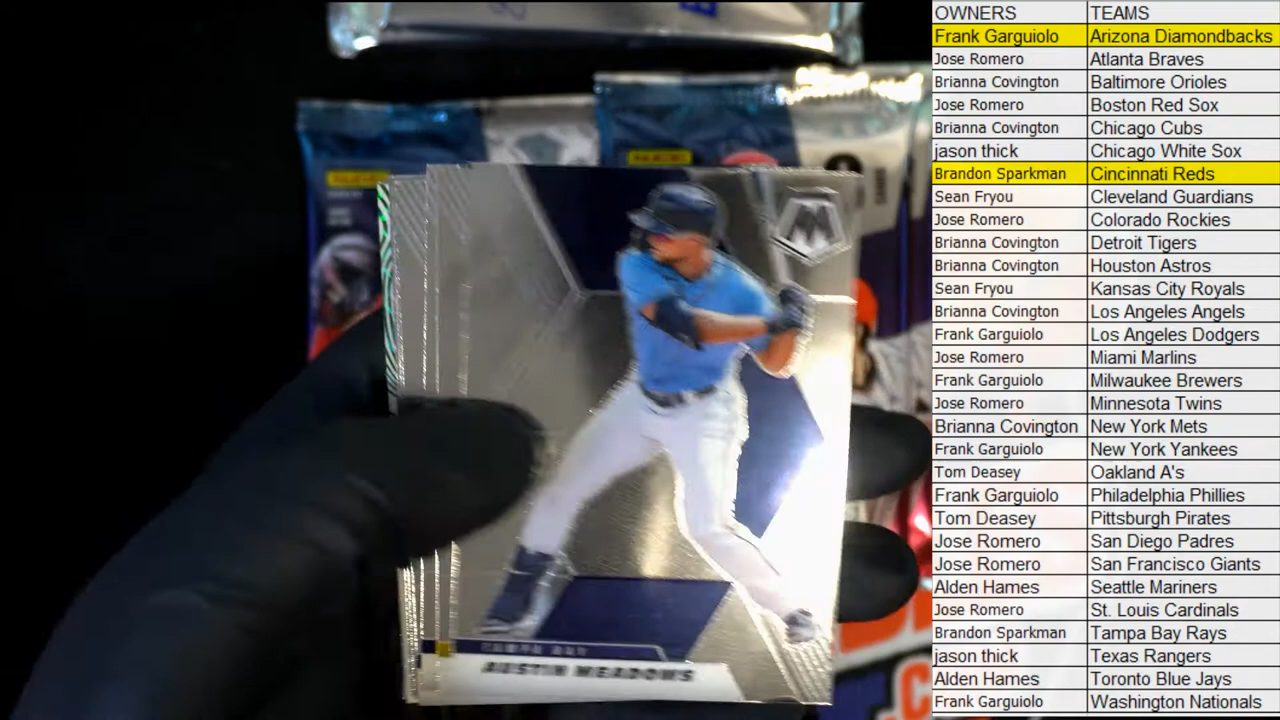 OWNERS TEAMS
Frank Garguiolo Arizona Diamondbacks
Jose Romero Atlanta Braves
Brianna Covington Baltimore Orioles
Jose Romero Boston Red Sox
Brianna Covington Chicago Cubs
jason thick Chicago White Sox
Brandon Sparkman Cincinnati Reds
Sean Fryou Cleveland Guardians
Jose Romero Colorado Rockies
Brianna Covington Detroit Tigers
Brianna Covington Houston Astros
Sean Fryou Kansas City Royals
Brianna Covington Los Angeles Angels
Frank Garguiolo Los Angeles Dodgers
Jose Romero Miami Marlins
Frank Garguiolo Milwaukee Brewers
Jose Romero Minnesota Twins
Brianna Covington New York Mets
Frank Garguiolo New York Yankees
Tom Deasey Oakland A's
Frank Garguiolo Philadelphia Phillies
Tom Deasey Pittsburgh Pirates
Jose Romero San Diego Padres
Jose Romero San Francisco Giants
Alden Hames Seattle Mariners
Jose Romero St. Louis Cardinals
Brandon Sparkman Tampa Bay Rays
jason thick Texas Rangers
Alden Hames Toronto Blue Jays
Frank Garguiolo Washington Nationals
PANINI
PANINI
M
TAMPA BAY
AUSTIN MEADOWS